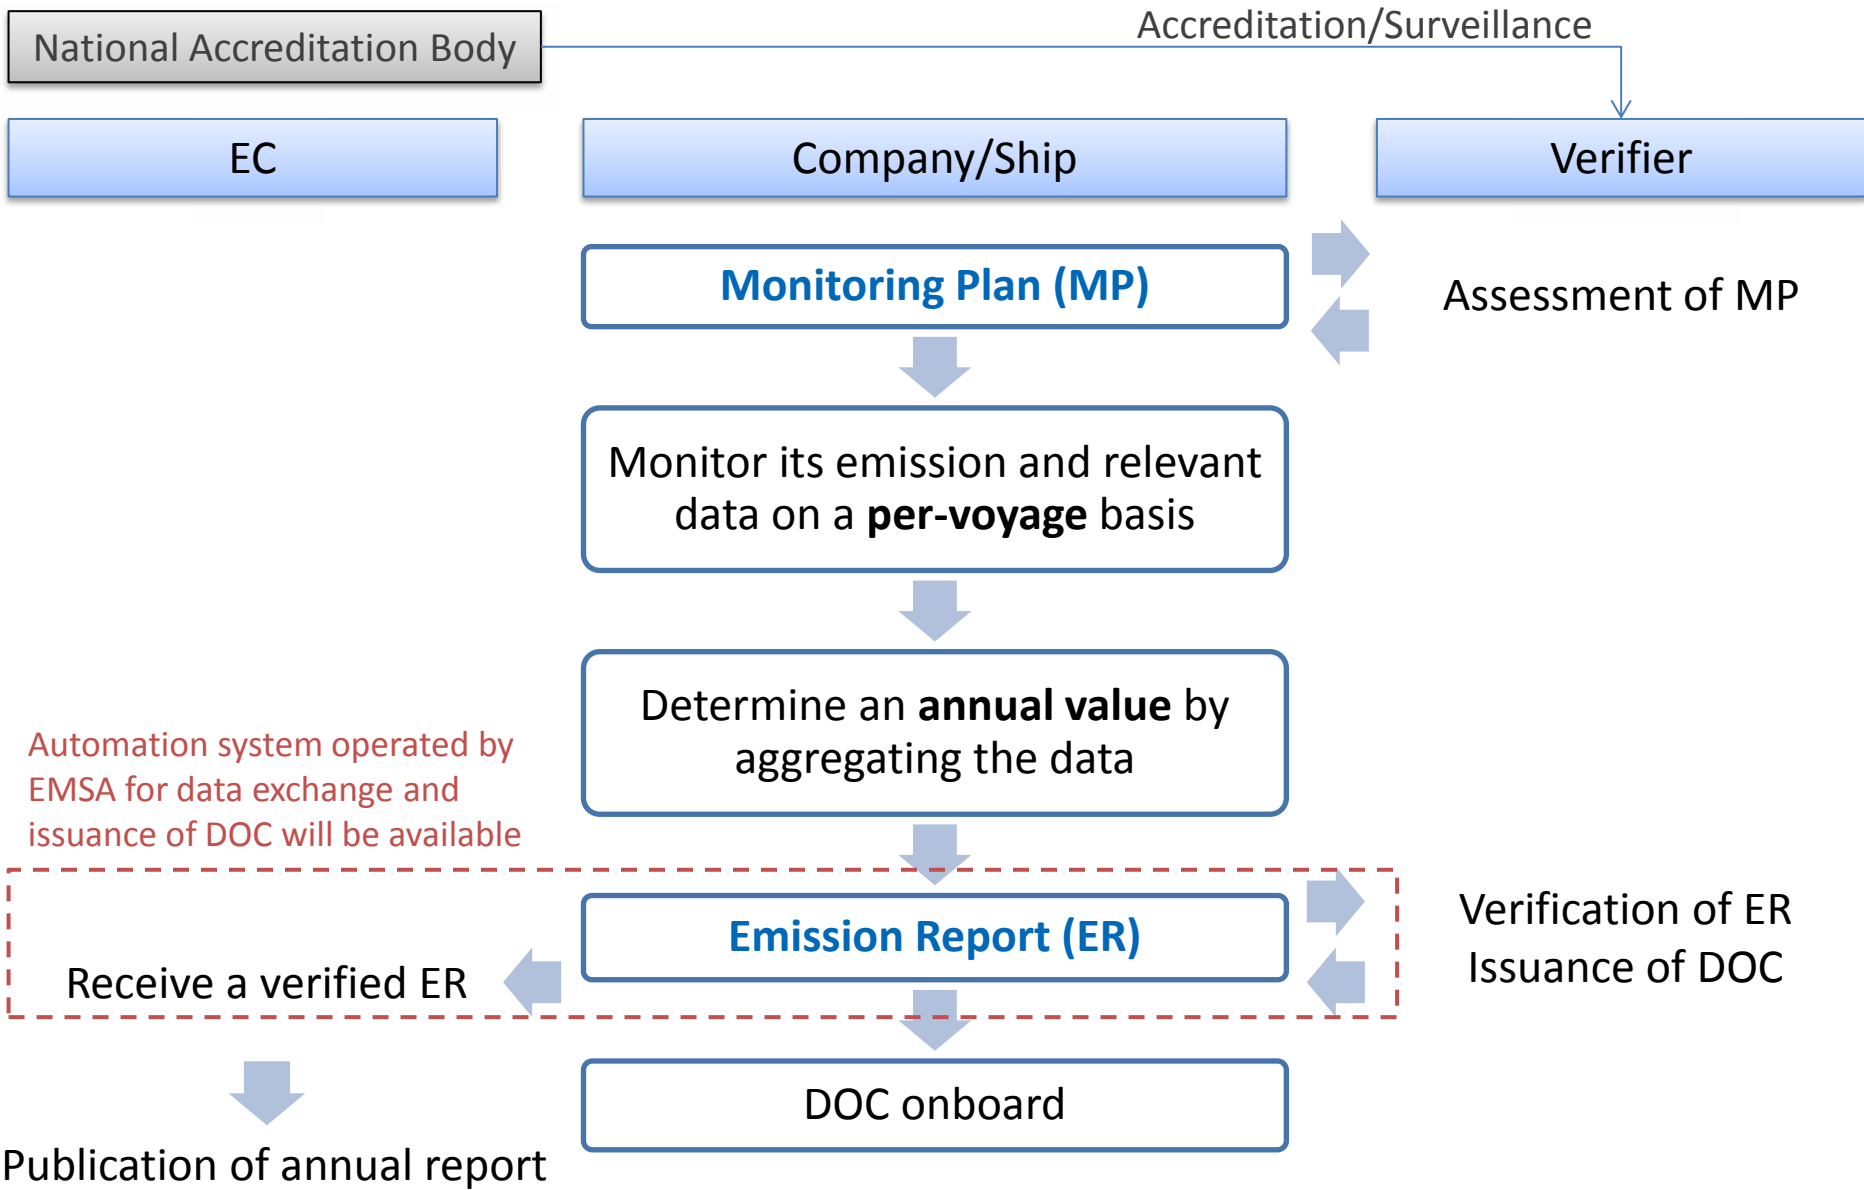 National Accreditation Body
Accreditation/Surveillance
EC
Company/Ship
Verifier
Monitoring Plan (MP)
Assessment of MP
Monitor its emission and relevant
data on a per-voyage basis
Determine an annual value by
aggregating the data
Automation system operated by
EMSA for data exchange and
issuance of DOC will be available
Emission Report (ER)
Verification of ER
Issuance of DOC
Receive a verified ER
DOC onboard
Publication of annual report